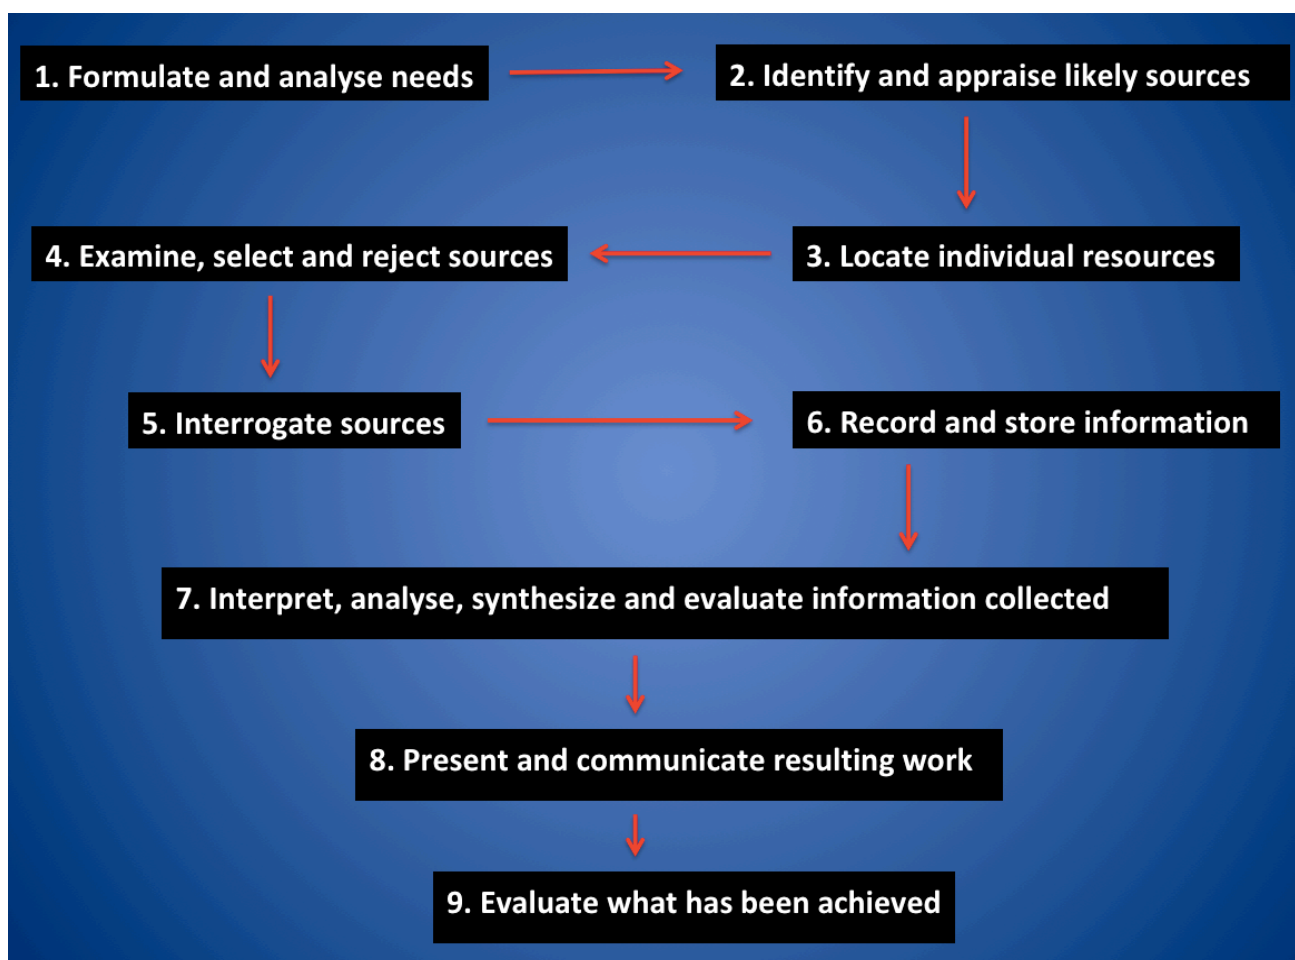 1. Formulate and analyse needs
2. Identify and appraise likely sources
3. Locate individual resources
4. Examine, select and reject sources
5. Interrogate sources
6. Record and store information
7. Interpret, analyse, synthesize and evaluate information collected
8. Present and communicate resulting work
9. Evaluate what has been achieved